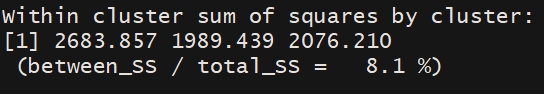 Within cluster sum of squares by cluster:
[1] 2683.857 1989.439 2076.210
(between_SS / total_SS =   8.1 %)